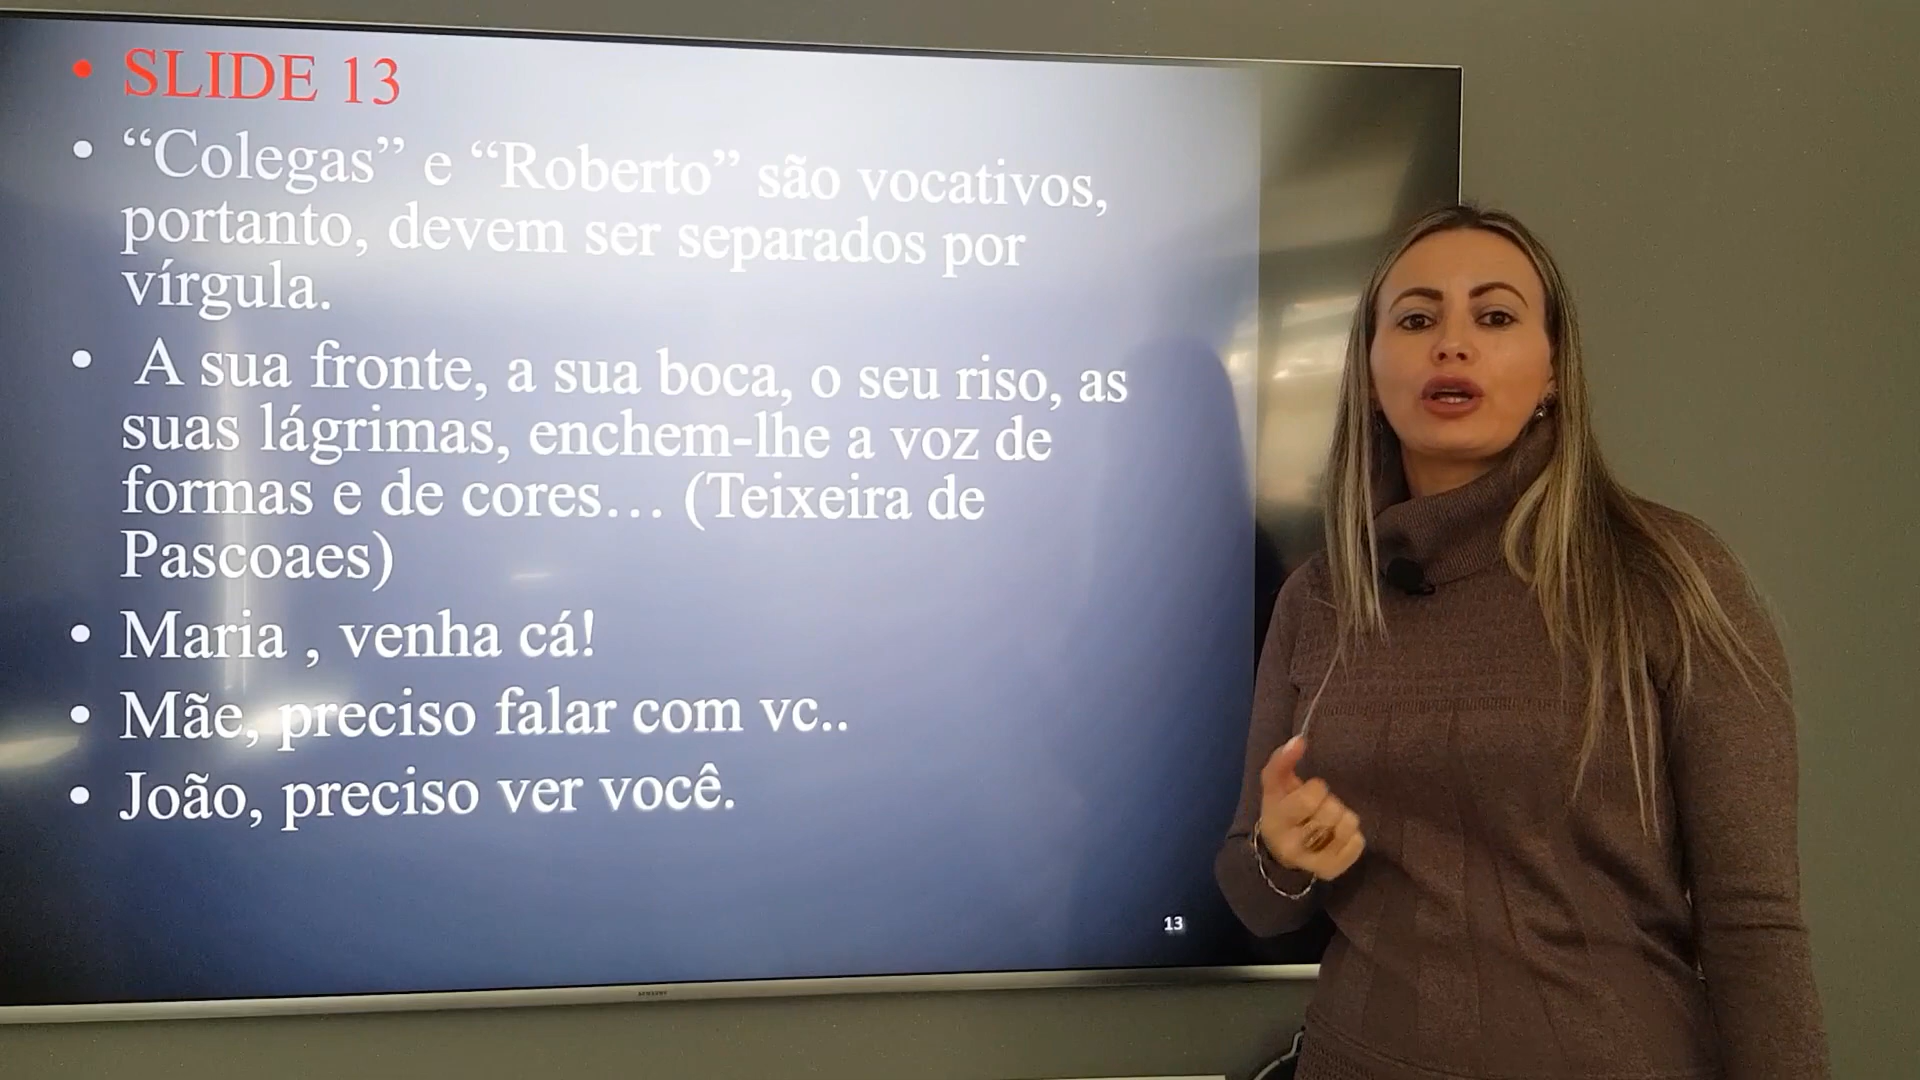 • SLIDE 13
• “Colegas” e “Roberto” são vocativos,
portanto, devem ser separados por
vírgula.
• A sua fronte, a sua boca, o seu riso, as
suas lágrimas, enchem-lhe a voz de
formas e de cores… (Teixeira de
Pascoaes)
• Maria , venha cá!
• Mãe, preciso falar com vc..
• João, preciso ver você.
13
SAMSUNG